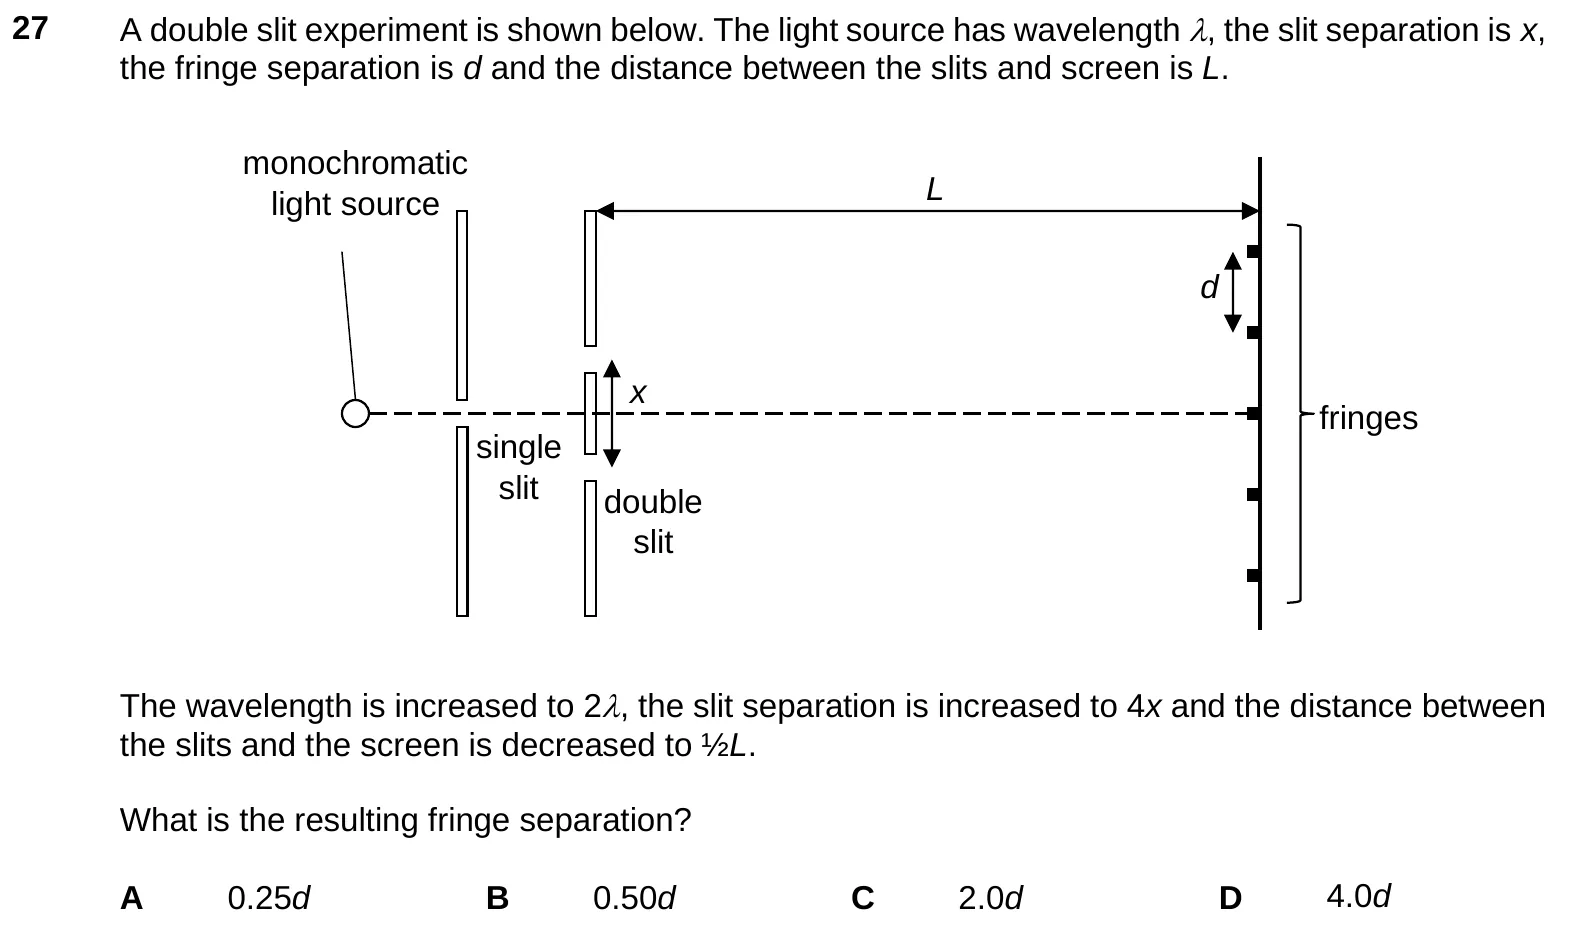 27 A double slit experiment is shown below. The light source has wavelength λ, the slit separation is x,
the fringe separation is d and the distance between the slits and screen is L.
monochromatic
light source
L
d
x
fringes
single
slit
double
slit
The wavelength is increased to 2λ, the slit separation is increased to 4x and the distance between
the slits and the screen is decreased to ½L.
What is the resulting fringe separation?
A 0.25d B 0.50d C 2.0d D 4.0d